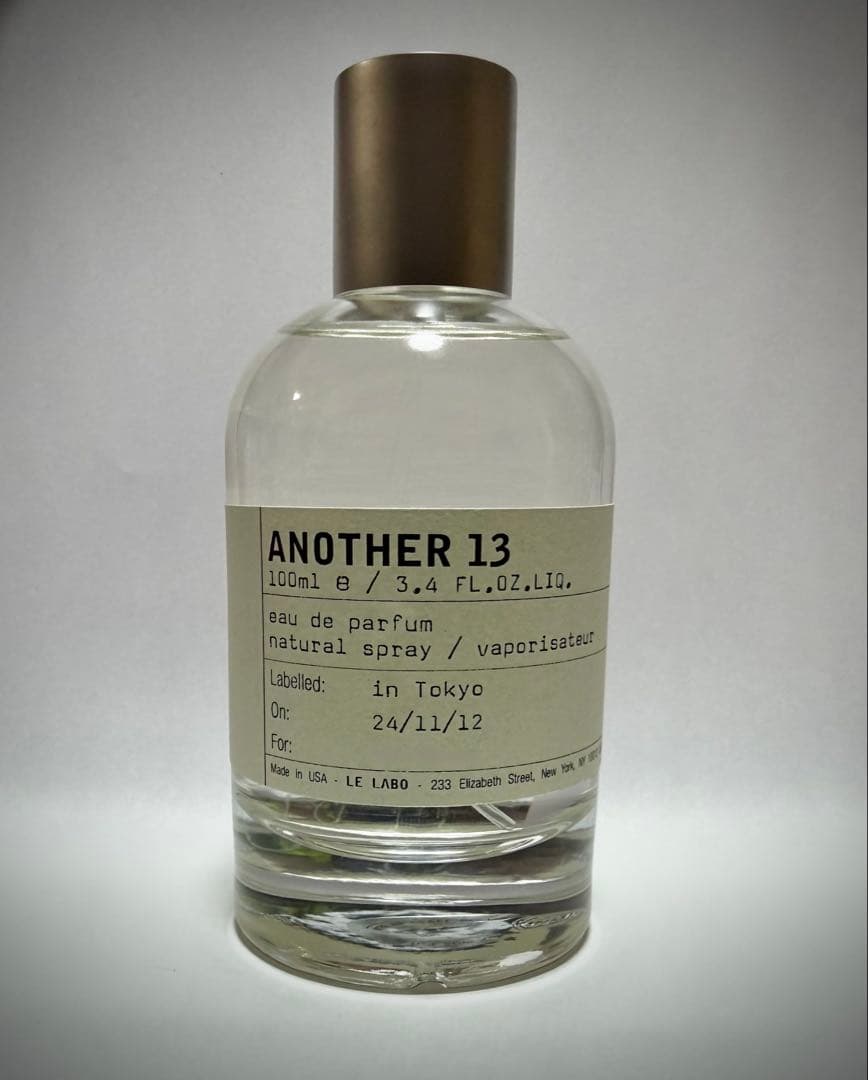 ANOTHER 13
100ml ℮ / 3.4 FL.OZ.LIQ.
eau de parfum
natural spray / vaporisateur
Labelled: in Tokyo
On: 24/11/12
For:
Made in USA - LE LABO - 233 Elizabeth Street, New York, NY